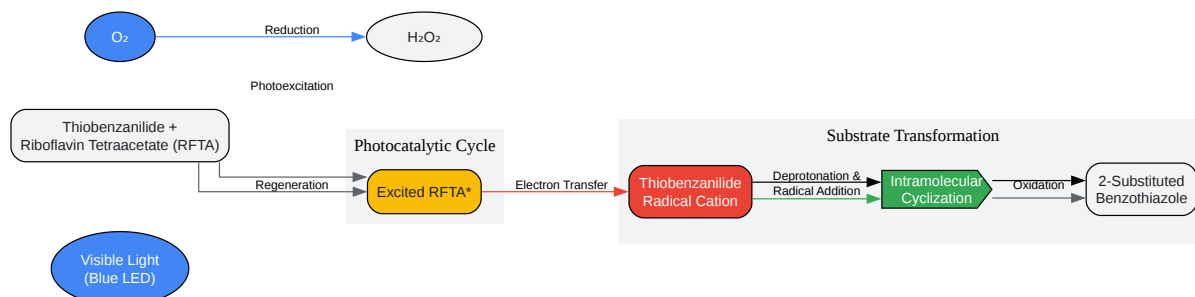 O₂
Reduction
H₂O₂
Photoexcitation
Thiobenzanilide +
Riboflavin Tetraacetate (RFTA)
Regeneration
Photocatalytic Cycle
Excited RFTA*
Electron Transfer
Substrate Transformation
Thiobenzanilide
Radical Cation
Deprotonation &
Radical Addition
Intramolecular
Cyclization
Oxidation
2-Substituted
Benzothiazole
Visible Light
(Blue LED)